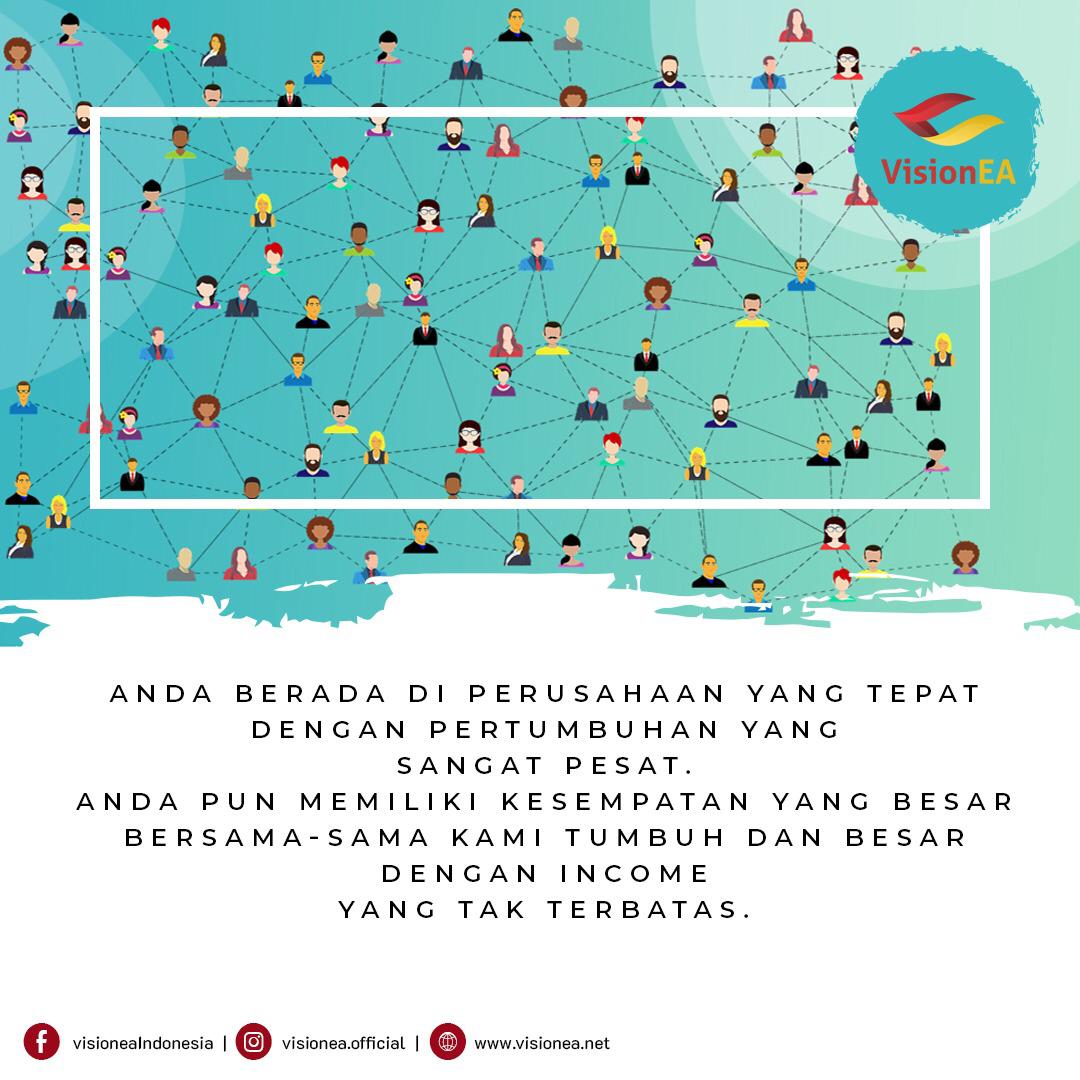 VisionEA
ANDA BERADA DI PERUSAHAAN YANG TEPAT
DENGAN PERTUMBUHAN YANG
SANGAT PESAT.
ANDA PUN MEMILIKI KESEMPATAN YANG BESAR
BERSAMA-SAMA KAMI TUMBUH DAN BESAR
DENGAN INCOME
YANG TAK TERBATAS.
visioneaIndonesia | visionea.official | www.visionea.net